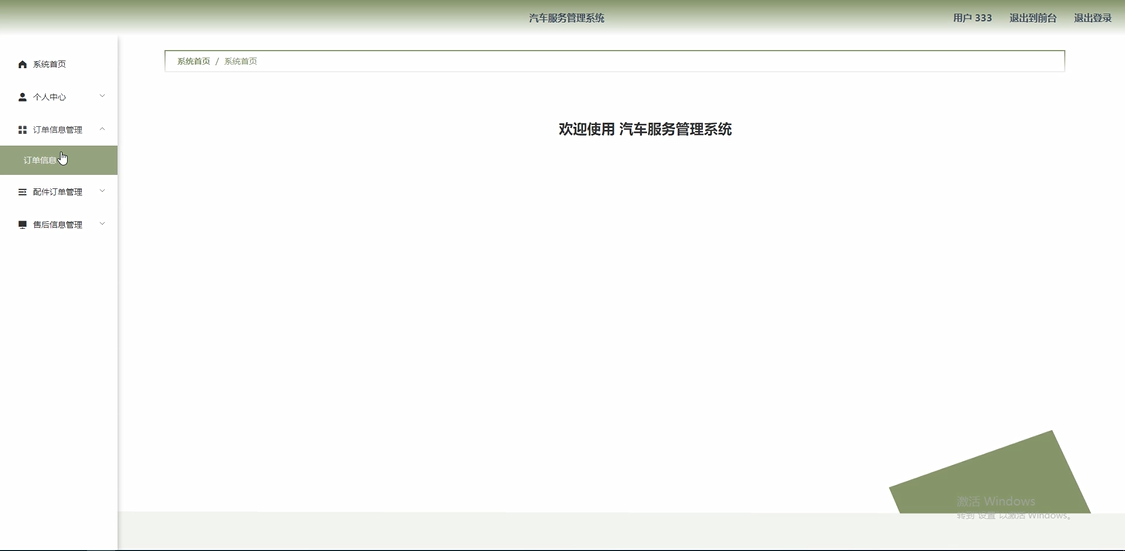 汽车服务管理系统
用户 333 退出到前台 退出登录
系统首页
系统首页 / 系统首页
个人中心
欢迎使用 汽车服务管理系统
订单信息管理
订单信息
配件订单管理
售后信息管理
激活 Windows
转到"设置"以激活 Windows。